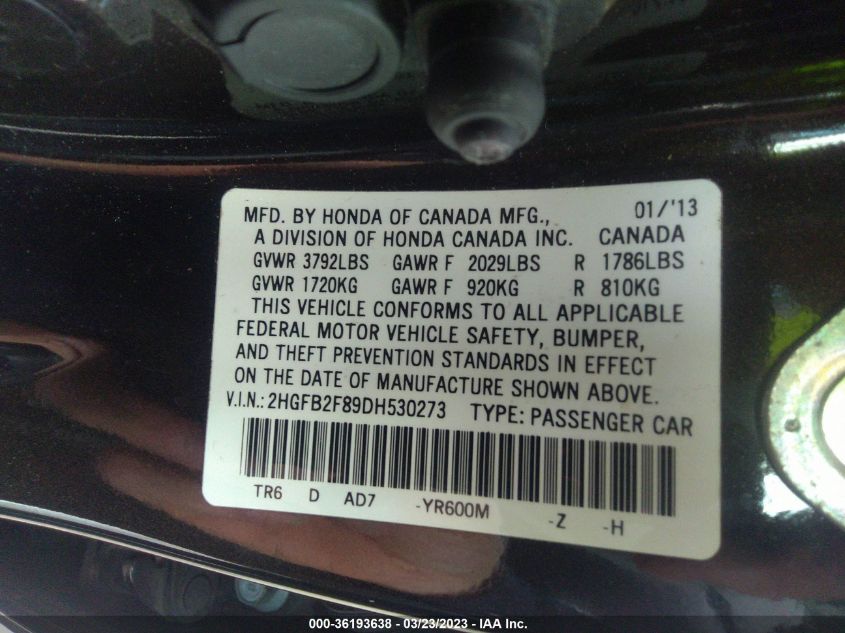 MFD. BY HONDA OF CANADA MFG., 01/'13
A DIVISION OF HONDA CANADA INC. CANADA
GVWR 3792LBS GAWR F 2029LBS R 1786LBS
GVWR 1720KG GAWR F 920KG R 810KG
THIS VEHICLE CONFORMS TO ALL APPLICABLE
FEDERAL MOTOR VEHICLE SAFETY, BUMPER,
AND THEFT PREVENTION STANDARDS IN EFFECT
ON THE DATE OF MANUFACTURE SHOWN ABOVE.
V.I.N.: 2HGFB2F89DH530273 TYPE: PASSENGER CAR
TR6 D AD7 -YR600M -Z -H
000-36193638 - 03/23/2023 - IAA Inc.